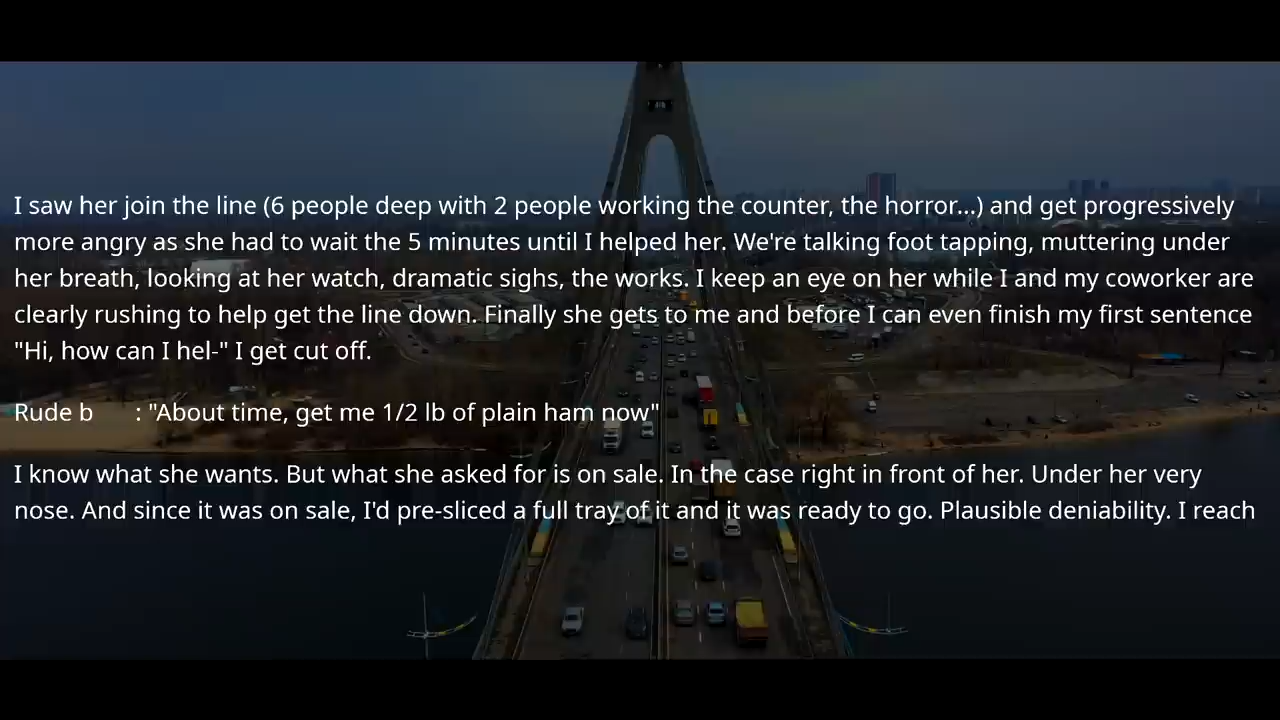 I saw her join the line (6 people deep with 2 people working the counter, the horror...) and get progressively
more angry as she had to wait the 5 minutes until I helped her. We're talking foot tapping, muttering under
her breath, looking at her watch, dramatic sighs, the works. I keep an eye on her while I and my coworker are
clearly rushing to help get the line down. Finally she gets to me and before I can even finish my first sentence
"Hi, how can I hel-" I get cut off.
Rude b : "About time, get me 1/2 lb of plain ham now"
I know what she wants. But what she asked for is on sale. In the case right in front of her. Under her very
nose. And since it was on sale, I'd pre-sliced a full tray of it and it was ready to go. Plausible deniability. I reach